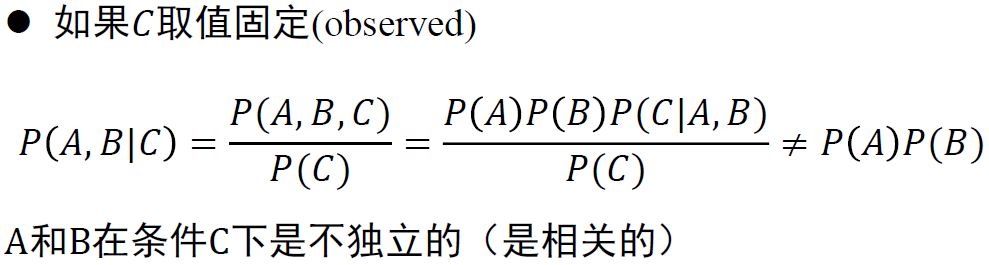 ● 如果C取值固定(observed)
P(A, B|C) = P(A, B, C) / P(C) = P(A)P(B)P(C|A, B) / P(C) ≠ P(A)P(B)
A和B在条件C下是不独立的（是相关的）